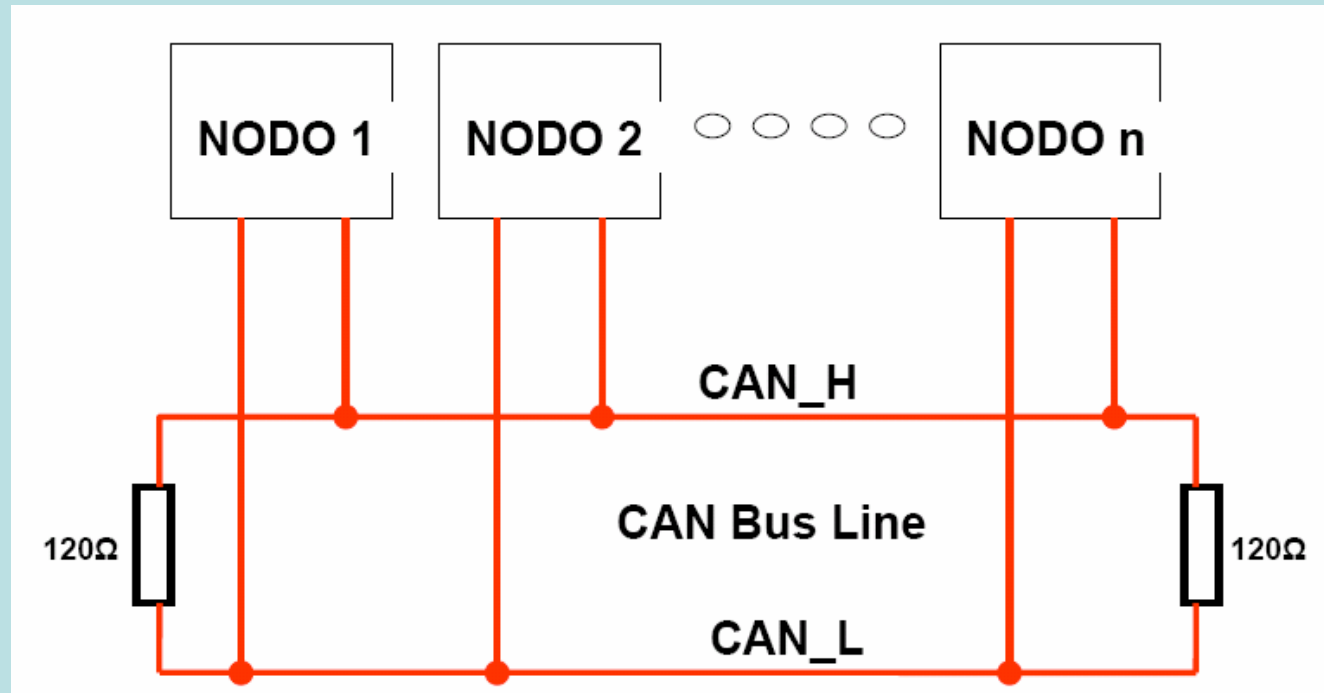 NODO 1
NODO 2
NODO n
CAN_H
CAN Bus Line
120Ω
120Ω
CAN_L